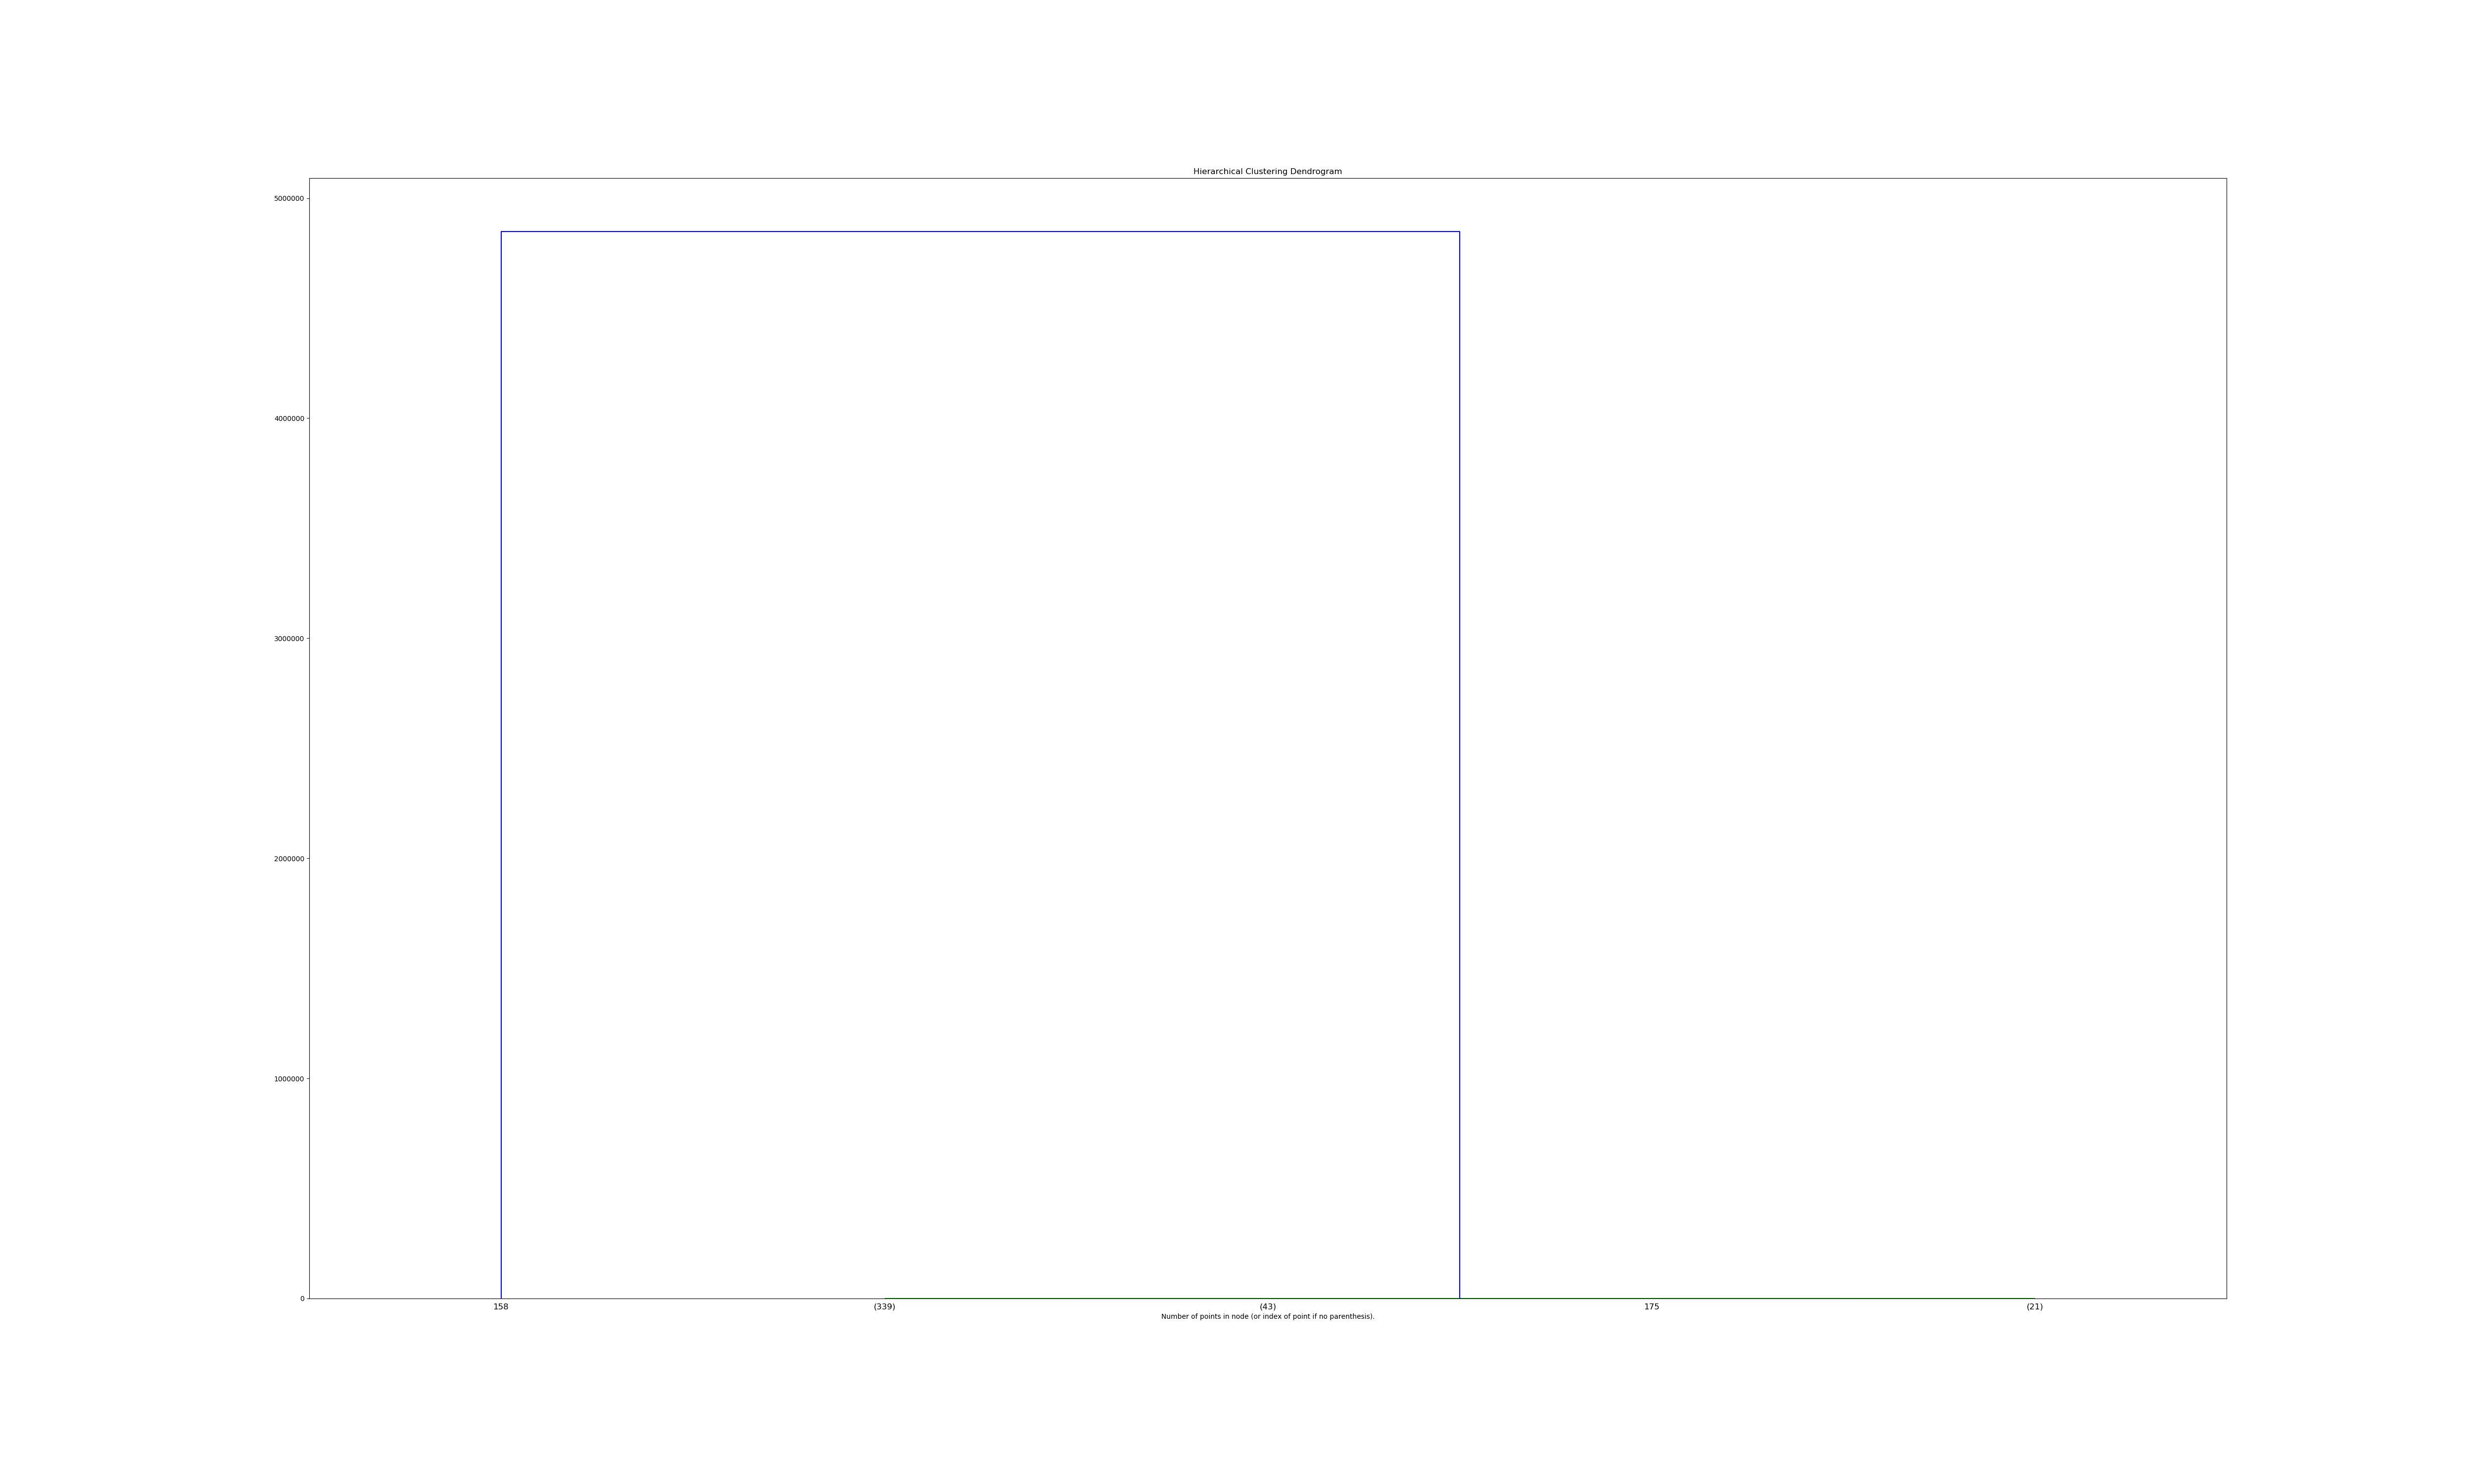 Hierarchical Clustering Dendrogram
5000000
4000000
3000000
2000000
1000000
0
158 (339) (43) 175 (21)
Number of points in node (or index of point if no parenthesis).